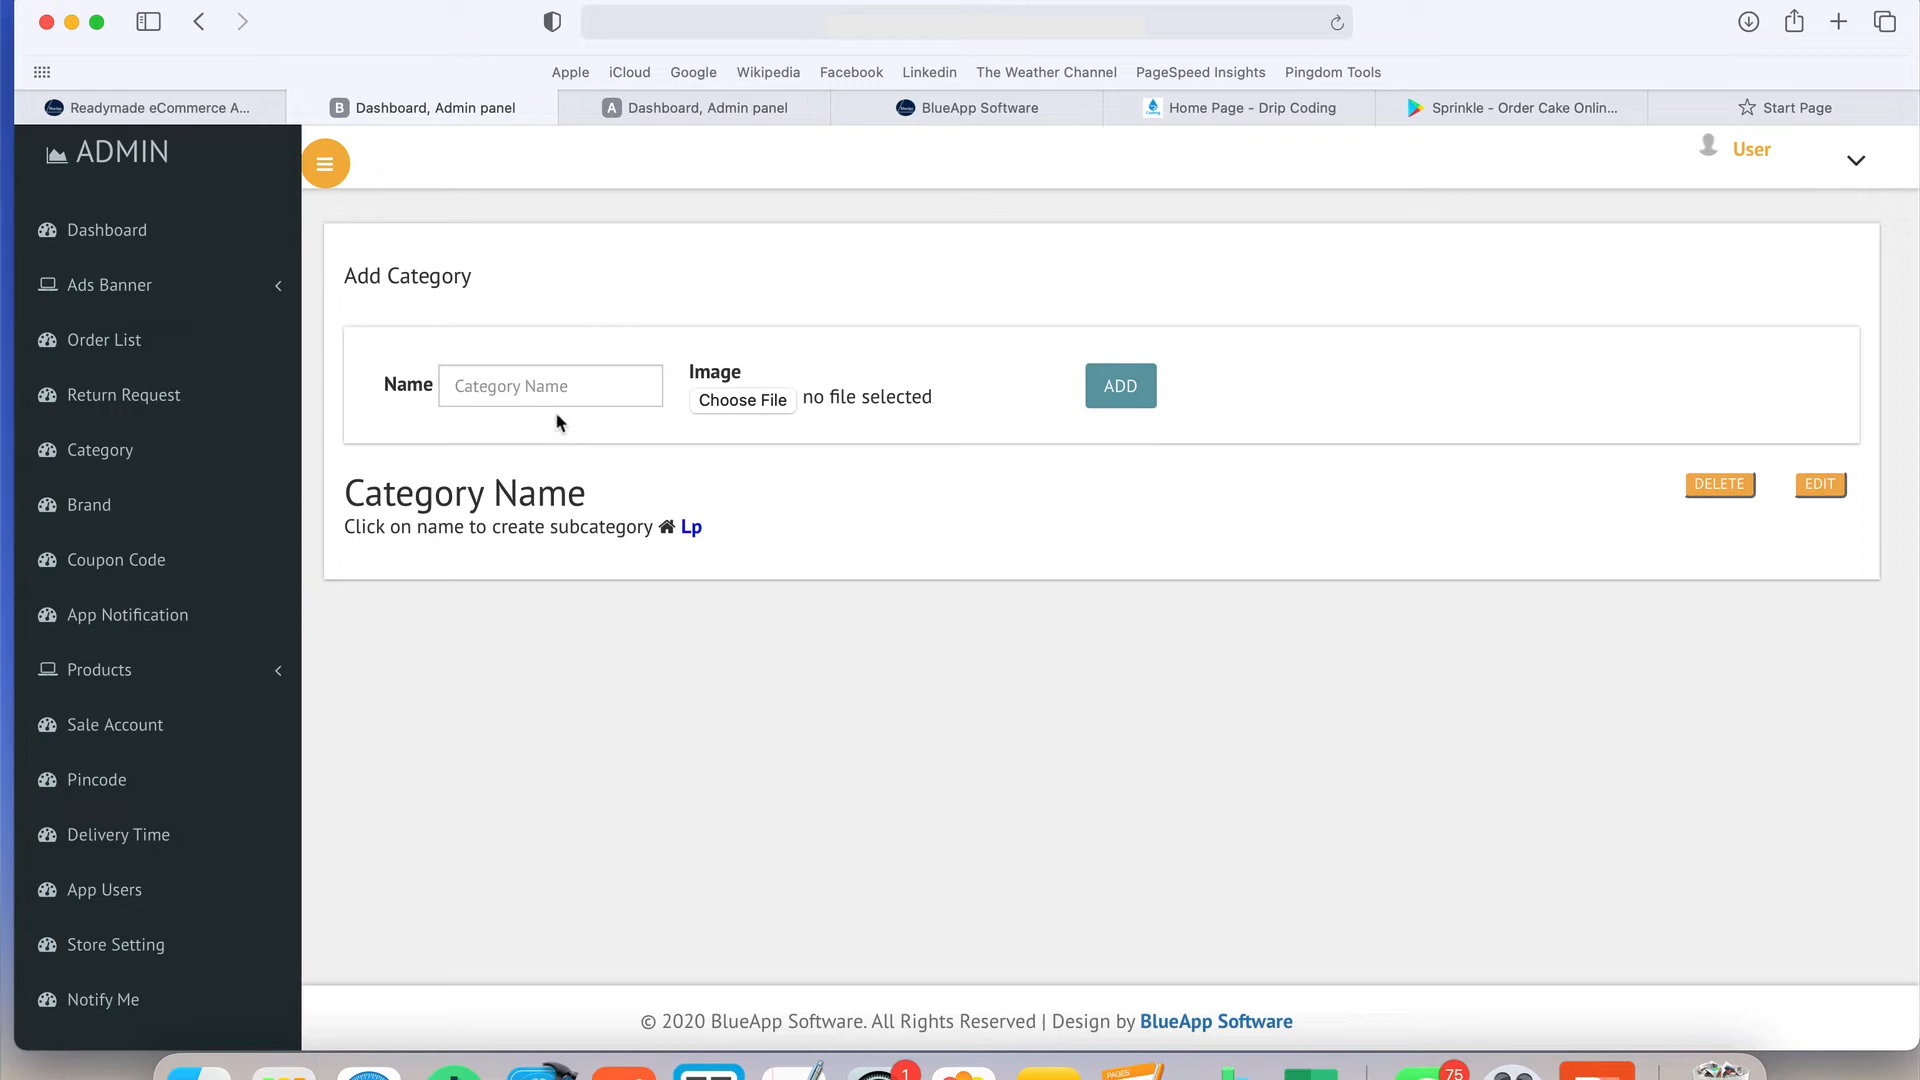 Apple iCloud Google Wikipedia Facebook Linkedin The Weather Channel PageSpeed Insights Pingdom Tools
Readymade eCommerce A... B Dashboard, Admin panel A Dashboard, Admin panel BlueApp Software Home Page - Drip Coding Sprinkle - Order Cake Onlin... Start Page
ADMIN
User
Dashboard
Ads Banner
Order List
Return Request
Category
Brand
Coupon Code
App Notification
Products
Sale Account
Pincode
Delivery Time
App Users
Store Setting
Notify Me
Add Category
Name Category Name
Image
Choose File no file selected
ADD
Category Name
DELETE EDIT
Click on name to create subcategory Lp
© 2020 BlueApp Software. All Rights Reserved | Design by BlueApp Software
1
PAGES
75